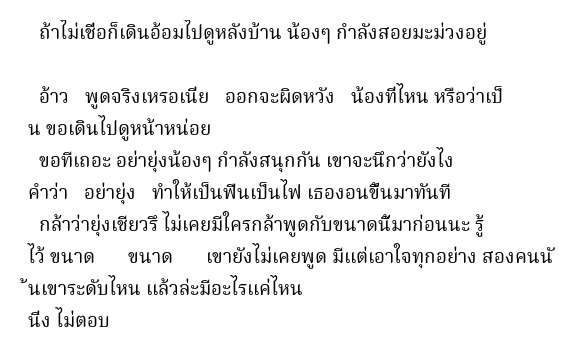 ถ้าไม่เชื่อก็เดินอ้อมไปดูหลังบ้าน น้องๆ กำลังสอยมะม่วงอยู่
อ้าว พูดจริงเหรอเนี่ย ออกจะผิดหวัง น้องที่ไหน หรือว่าเป็
น ขอเดินไปดูหน้าหน่อย
ขอทีเถอะ อย่ายุ่งน้องๆ กำลังสนุกกัน เขาจะนึกว่ายังไง
คำว่า อย่ายุ่ง ทำให้เป็นฟืนเป็นไฟ เธองอนขึ้นมาทันที
กล้าว่ายุ่งเชียวรึ ไม่เคยมีใครกล้าพูดกับขนาดนี้มาก่อนนะ รู้
ไว้ ขนาด ขนาด เขายังไม่เคยพูด มีแต่เอาใจทุกอย่าง สองคนนั
้นเขาระดับไหน แล้วล่ะมีอะไรแค่ไหน
นึง ไม่ตอบ